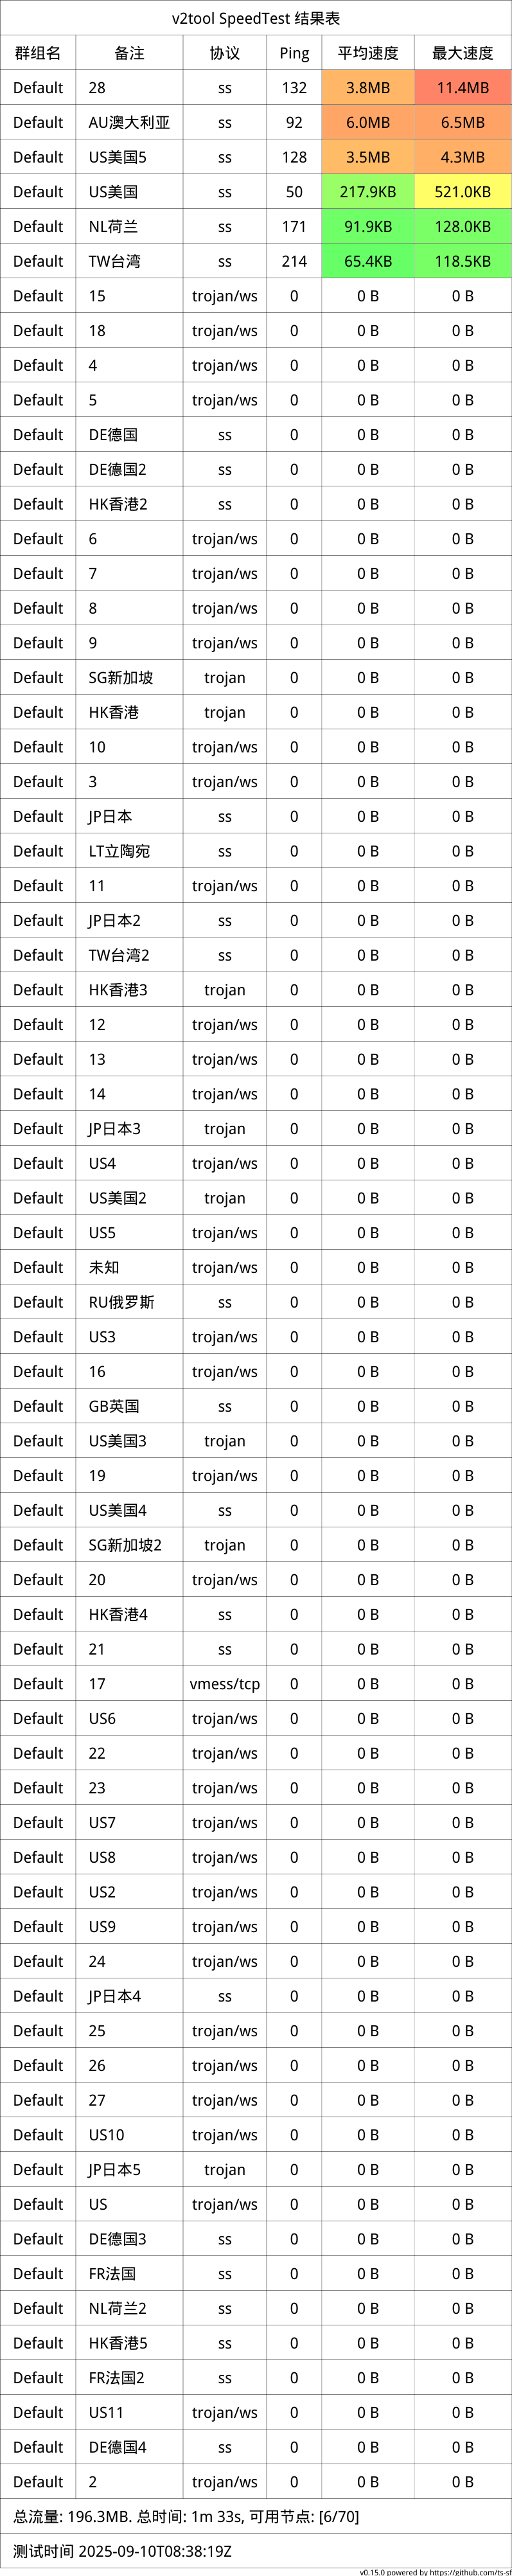 v2tool SpeedTest 结果表
群组名 备注 协议 Ping 平均速度 最大速度
Default 28 ss 132 3.8MB 11.4MB
Default AU澳大利亚 ss 92 6.0MB 6.5MB
Default US美国5 ss 128 3.5MB 4.3MB
Default US美国 ss 50 217.9KB 521.0KB
Default NL荷兰 ss 171 91.9KB 128.0KB
Default TW台湾 ss 214 65.4KB 118.5KB
Default 15 trojan/ws 0 0 B 0 B
Default 18 trojan/ws 0 0 B 0 B
Default 4 trojan/ws 0 0 B 0 B
Default 5 trojan/ws 0 0 B 0 B
Default DE德国 ss 0 0 B 0 B
Default DE德国2 ss 0 0 B 0 B
Default HK香港2 ss 0 0 B 0 B
Default 6 trojan/ws 0 0 B 0 B
Default 7 trojan/ws 0 0 B 0 B
Default 8 trojan/ws 0 0 B 0 B
Default 9 trojan/ws 0 0 B 0 B
Default SG新加坡 trojan 0 0 B 0 B
Default HK香港 trojan 0 0 B 0 B
Default 10 trojan/ws 0 0 B 0 B
Default 3 trojan/ws 0 0 B 0 B
Default JP日本 ss 0 0 B 0 B
Default LT立陶宛 ss 0 0 B 0 B
Default 11 trojan/ws 0 0 B 0 B
Default JP日本2 ss 0 0 B 0 B
Default TW台湾2 ss 0 0 B 0 B
Default HK香港3 trojan 0 0 B 0 B
Default 12 trojan/ws 0 0 B 0 B
Default 13 trojan/ws 0 0 B 0 B
Default 14 trojan/ws 0 0 B 0 B
Default JP日本3 trojan 0 0 B 0 B
Default US4 trojan/ws 0 0 B 0 B
Default US美国2 trojan 0 0 B 0 B
Default US5 trojan/ws 0 0 B 0 B
Default 未知 trojan/ws 0 0 B 0 B
Default RU俄罗斯 ss 0 0 B 0 B
Default US3 trojan/ws 0 0 B 0 B
Default 16 trojan/ws 0 0 B 0 B
Default GB英国 ss 0 0 B 0 B
Default US美国3 trojan 0 0 B 0 B
Default 19 trojan/ws 0 0 B 0 B
Default US美国4 ss 0 0 B 0 B
Default SG新加坡2 trojan 0 0 B 0 B
Default 20 trojan/ws 0 0 B 0 B
Default HK香港4 ss 0 0 B 0 B
Default 21 ss 0 0 B 0 B
Default 17 vmess/tcp 0 0 B 0 B
Default US6 trojan/ws 0 0 B 0 B
Default 22 trojan/ws 0 0 B 0 B
Default 23 trojan/ws 0 0 B 0 B
Default US7 trojan/ws 0 0 B 0 B
Default US8 trojan/ws 0 0 B 0 B
Default US2 trojan/ws 0 0 B 0 B
Default US9 trojan/ws 0 0 B 0 B
Default 24 trojan/ws 0 0 B 0 B
Default JP日本4 ss 0 0 B 0 B
Default 25 trojan/ws 0 0 B 0 B
Default 26 trojan/ws 0 0 B 0 B
Default 27 trojan/ws 0 0 B 0 B
Default US10 trojan/ws 0 0 B 0 B
Default JP日本5 trojan 0 0 B 0 B
Default US trojan/ws 0 0 B 0 B
Default DE德国3 ss 0 0 B 0 B
Default FR法国 ss 0 0 B 0 B
Default NL荷兰2 ss 0 0 B 0 B
Default HK香港5 ss 0 0 B 0 B
Default FR法国2 ss 0 0 B 0 B
Default US11 trojan/ws 0 0 B 0 B
Default DE德国4 ss 0 0 B 0 B
Default 2 trojan/ws 0 0 B 0 B
总流量: 196.3MB. 总时间: 1m 33s, 可用节点: [6/70]
测试时间 2025-09-10T08:38:19Z
v0.15.0 powered by https://github.com/ts-sf